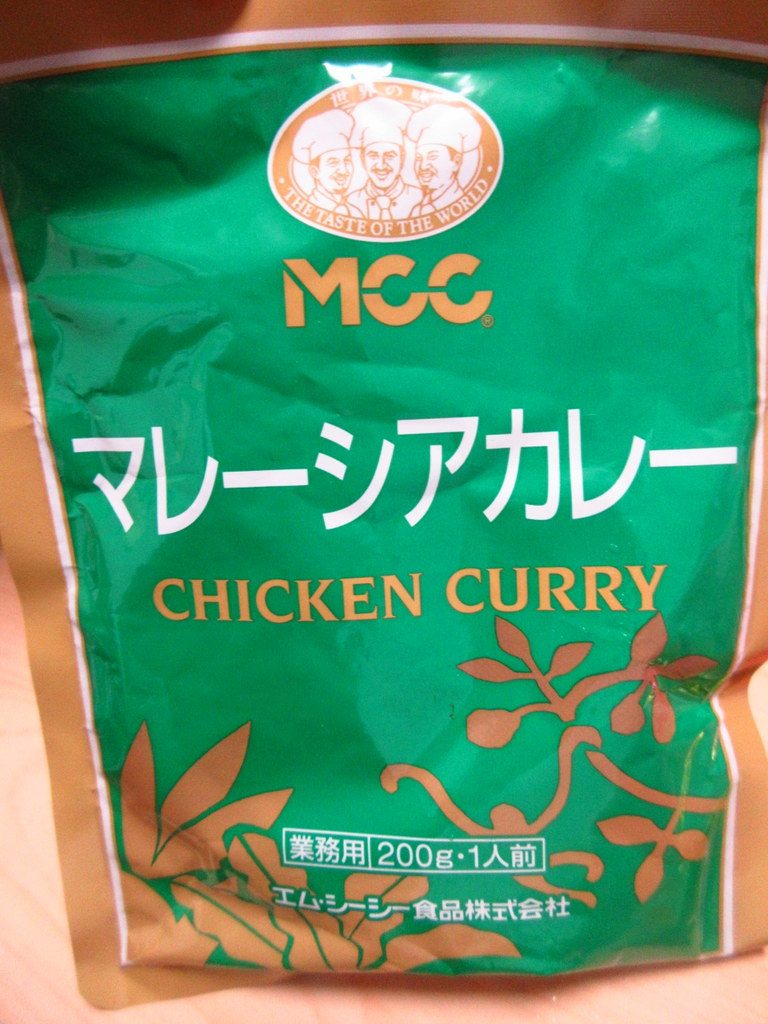 世界の味
THE TASTE OF THE WORLD
MCC®
マレーシアカレー
CHICKEN CURRY
業務用 200g・1人前
エム・シーシー食品株式会社